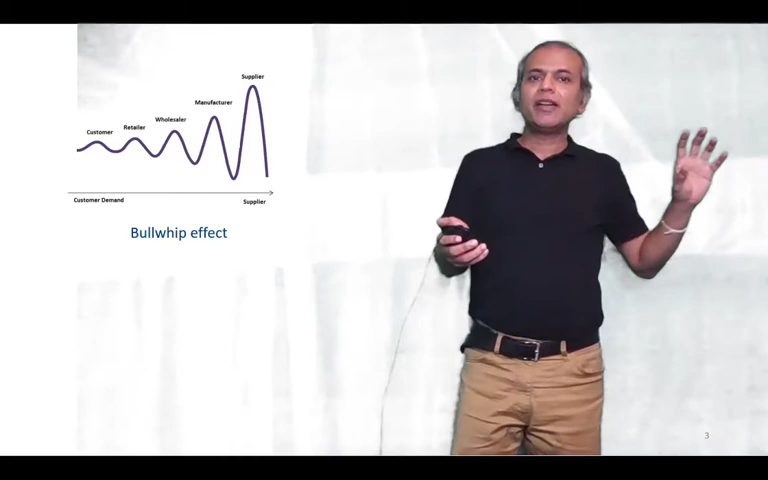 Supplier
Manufacturer
Wholesaler
Retailer
Customer
Customer Demand
Supplier
Bullwhip effect
3